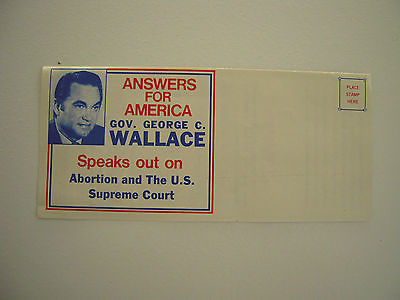 ANSWERS
FOR
AMERICA
GOV. GEORGE C.
WALLACE
Speaks out on
Abortion and The U.S.
Supreme Court
PLACE
STAMP
HERE